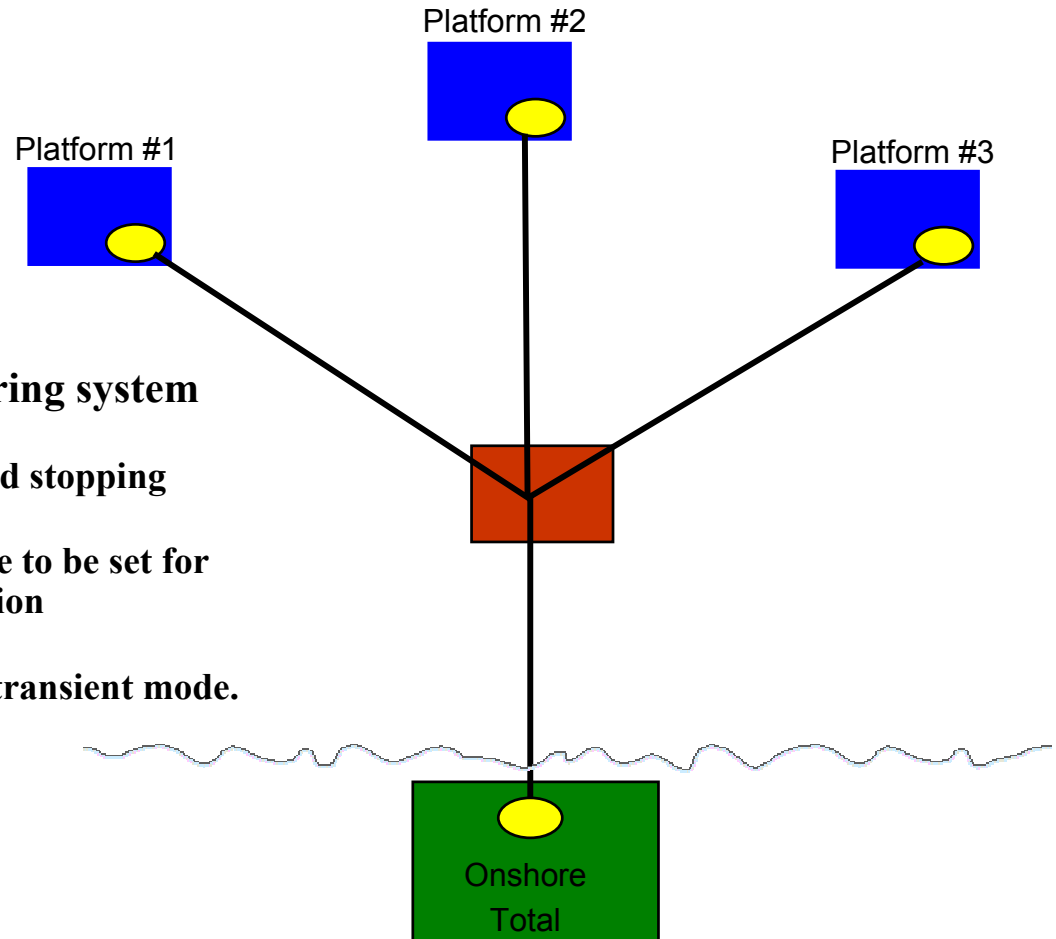 Platform #2
Platform #1
Platform #3
ring system
d stopping
e to be set for
ion
transient mode.
Onshore
Total